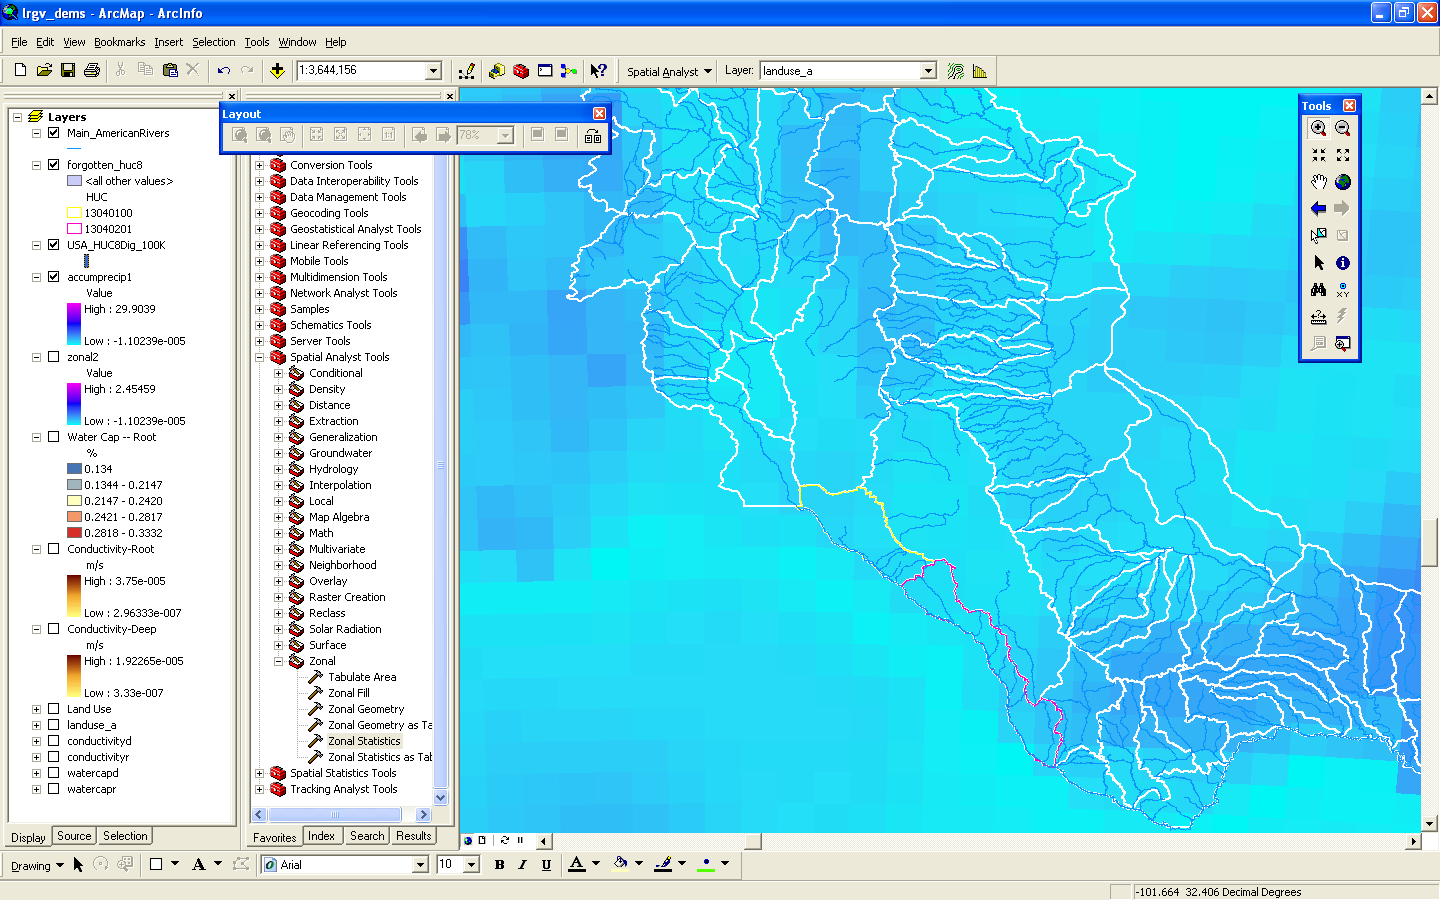 lrgv_dems - ArcMap - ArcInfo
File Edit View Bookmarks Insert Selection Tools Window Help
1:3,644,156
Spatial Analyst
Layer: landuse_a
Layout
78%
Tools
Layers
Main_AmericanRivers
forgotten_huc8
<all other values>
HUC
13040100
13040201
USA_HUC8Dig_100K
accumprecip1
Value
High : 29.9039
Low : -1.10239e-005
zonal2
Value
High : 2.45459
Low : -1.10239e-005
Water Cap -- Root
%
0.134
0.1344 - 0.2147
0.2147 - 0.2420
0.2421 - 0.2817
0.2818 - 0.3332
Conductivity-Root
m/s
High : 3.75e-005
Low : 2.96333e-007
Conductivity-Deep
m/s
High : 1.92265e-005
Low : 3.33e-007
Land Use
landuse_a
conductivityd
conductivityr
watercapd
watercapr
Display Source Selection
Conversion Tools
Data Interoperability Tools
Data Management Tools
Geocoding Tools
Geostatistical Analyst Tools
Linear Referencing Tools
Mobile Tools
Multidimension Tools
Network Analyst Tools
Samples
Schematics Tools
Server Tools
Spatial Analyst Tools
Conditional
Density
Distance
Extraction
Generalization
Groundwater
Hydrology
Interpolation
Local
Map Algebra
Math
Multivariate
Neighborhood
Overlay
Raster Creation
Reclass
Solar Radiation
Surface
Zonal
Tabulate Area
Zonal Fill
Zonal Geometry
Zonal Geometry as Ta
Zonal Statistics
Zonal Statistics as Tab
Spatial Statistics Tools
Tracking Analyst Tools
Favorites Index Search Results
Drawing A Arial 10 B I U A
-101.664 32.406 Decimal Degrees